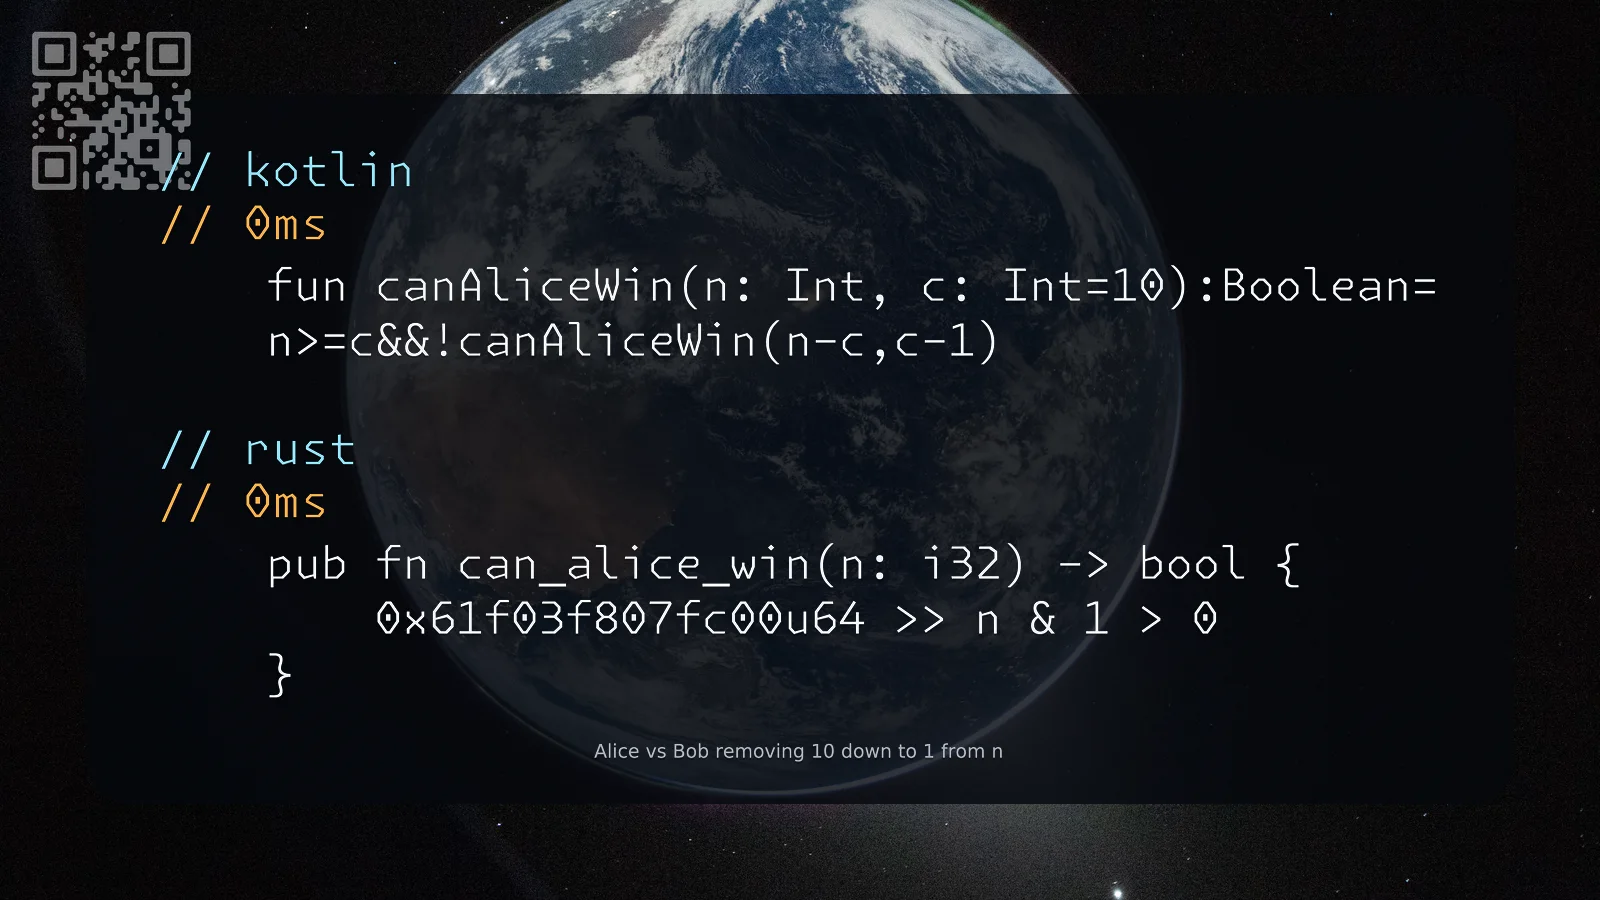 // kotlin
// 0ms
fun canAliceWin(n: Int, c: Int=10):Boolean=
n>=c&&!canAliceWin(n-c,c-1)
// rust
// 0ms
pub fn can_alice_win(n: i32) -> bool {
0x61f03f807fc00u64 >> n & 1 > 0
}
Alice vs Bob removing 10 down to 1 from n